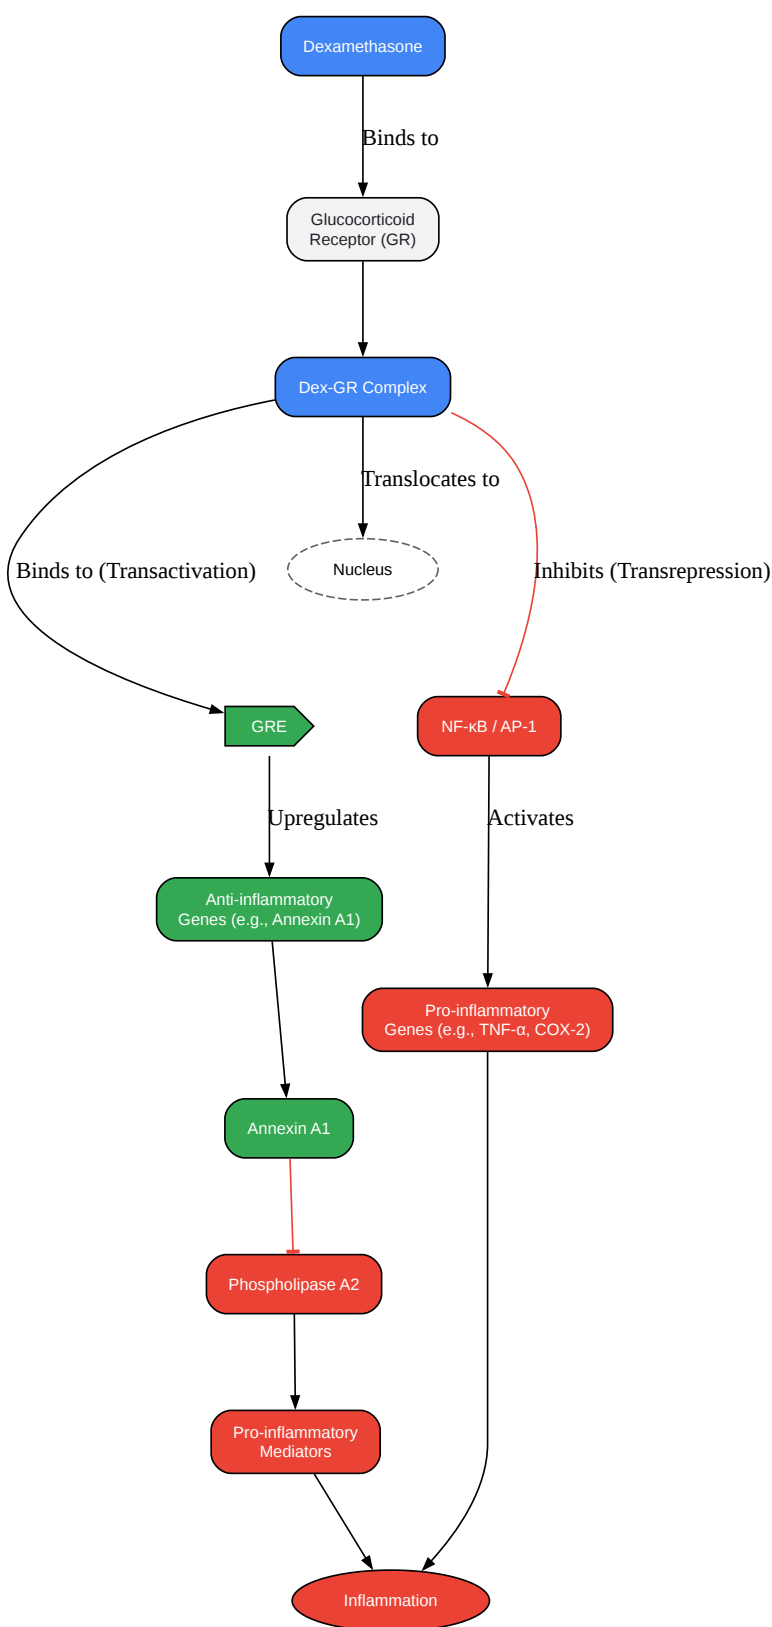 Dexamethasone
Binds to
Glucocorticoid
Receptor (GR)
Dex-GR Complex
Translocates to
Binds to (Transactivation)
Nucleus
Inhibits (Transrepression)
GRE
NF-κB / AP-1
Upregulates
Activates
Anti-inflammatory
Genes (e.g., Annexin A1)
Pro-inflammatory
Genes (e.g., TNF-α, COX-2)
Annexin A1
Phospholipase A2
Pro-inflammatory
Mediators
Inflammation